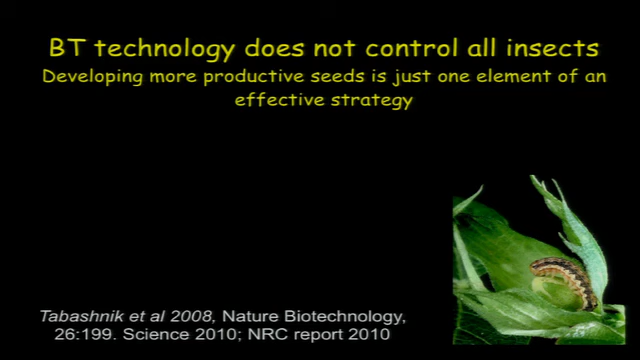 BT technology does not control all insects
Developing more productive seeds is just one element of an
effective strategy
Tabashnik et al 2008, Nature Biotechnology,
26:199. Science 2010; NRC report 2010